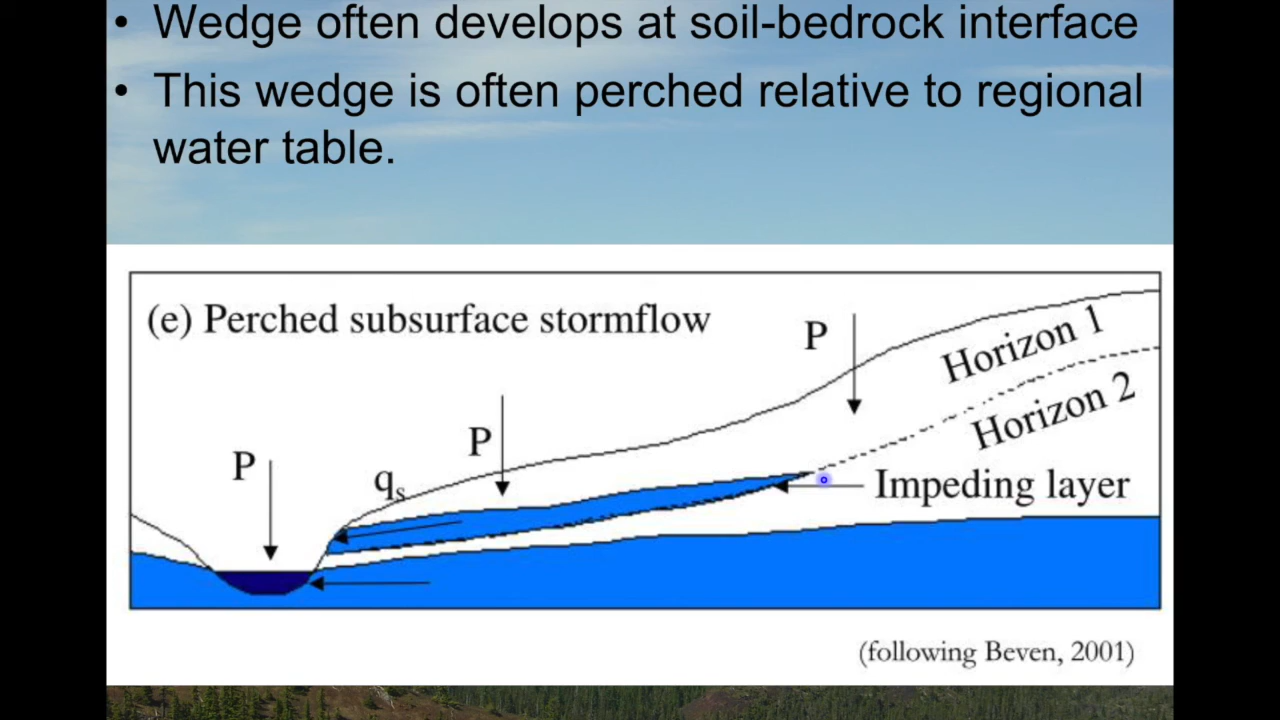 • Wedge often develops at soil-bedrock interface
• This wedge is often perched relative to regional
water table.
(e) Perched subsurface stormflow
P
Horizon 1
Horizon 2
P
P
qs
Impeding layer
(following Beven, 2001)